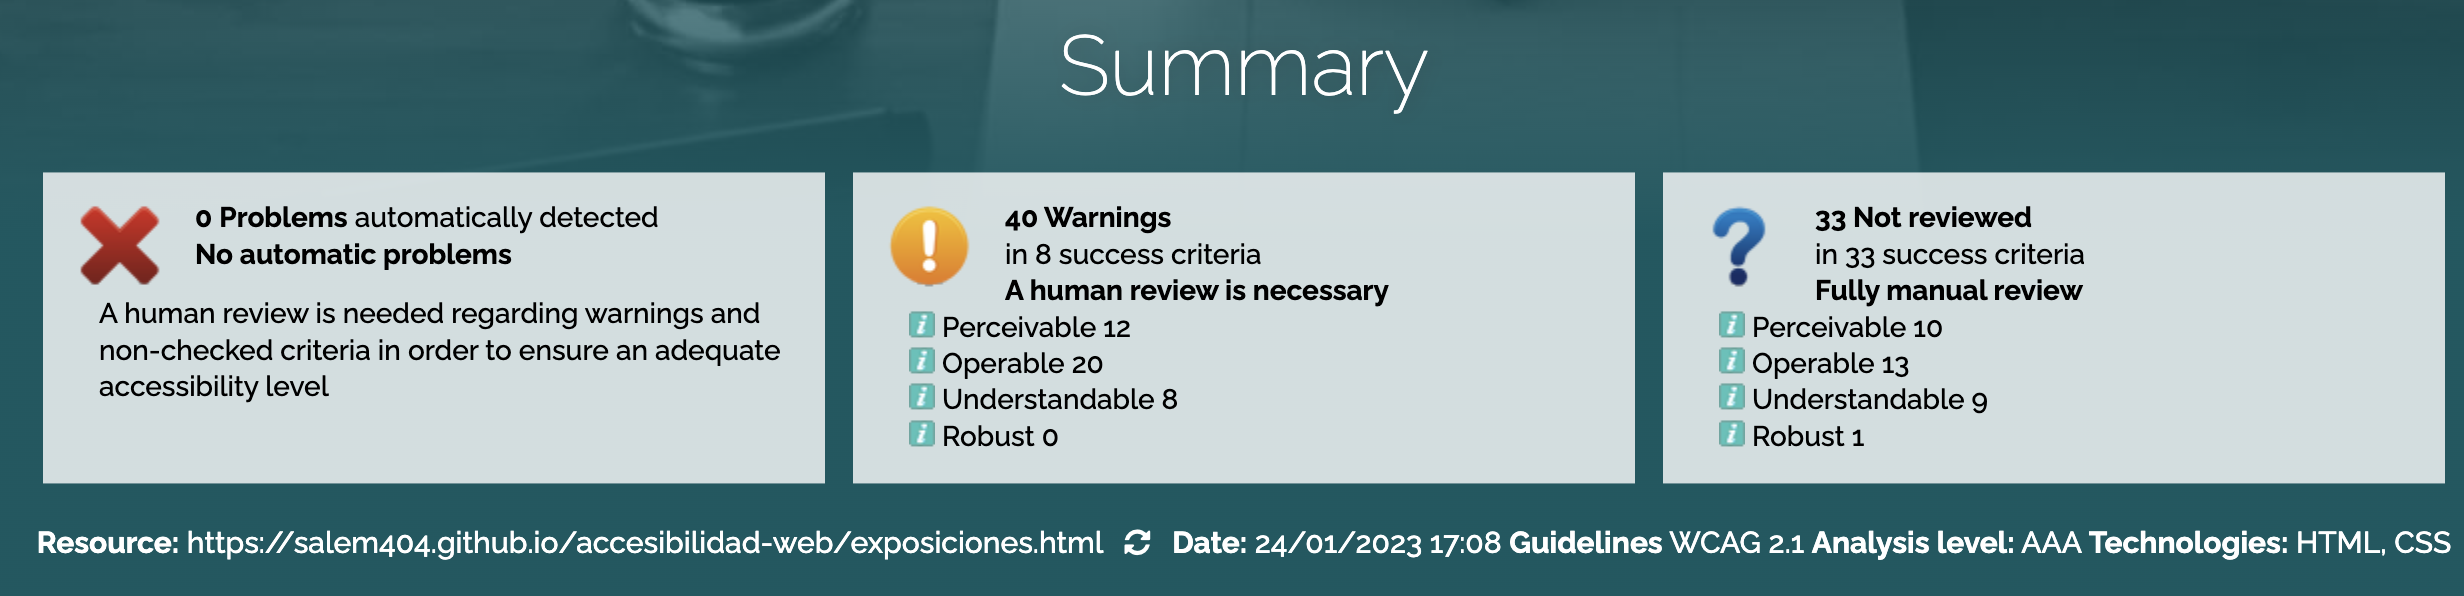 Summary
0 Problems automatically detected
No automatic problems
A human review is needed regarding warnings and
non-checked criteria in order to ensure an adequate
accessibility level
40 Warnings
in 8 success criteria
A human review is necessary
Perceivable 12
Operable 20
Understandable 8
Robust 0
33 Not reviewed
in 33 success criteria
Fully manual review
Perceivable 10
Operable 13
Understandable 9
Robust 1
Resource: https://salem404.github.io/accesibilidad-web/exposiciones.html Date: 24/01/2023 17:08 Guidelines WCAG 2.1 Analysis level: AAA Technologies: HTML, CSS